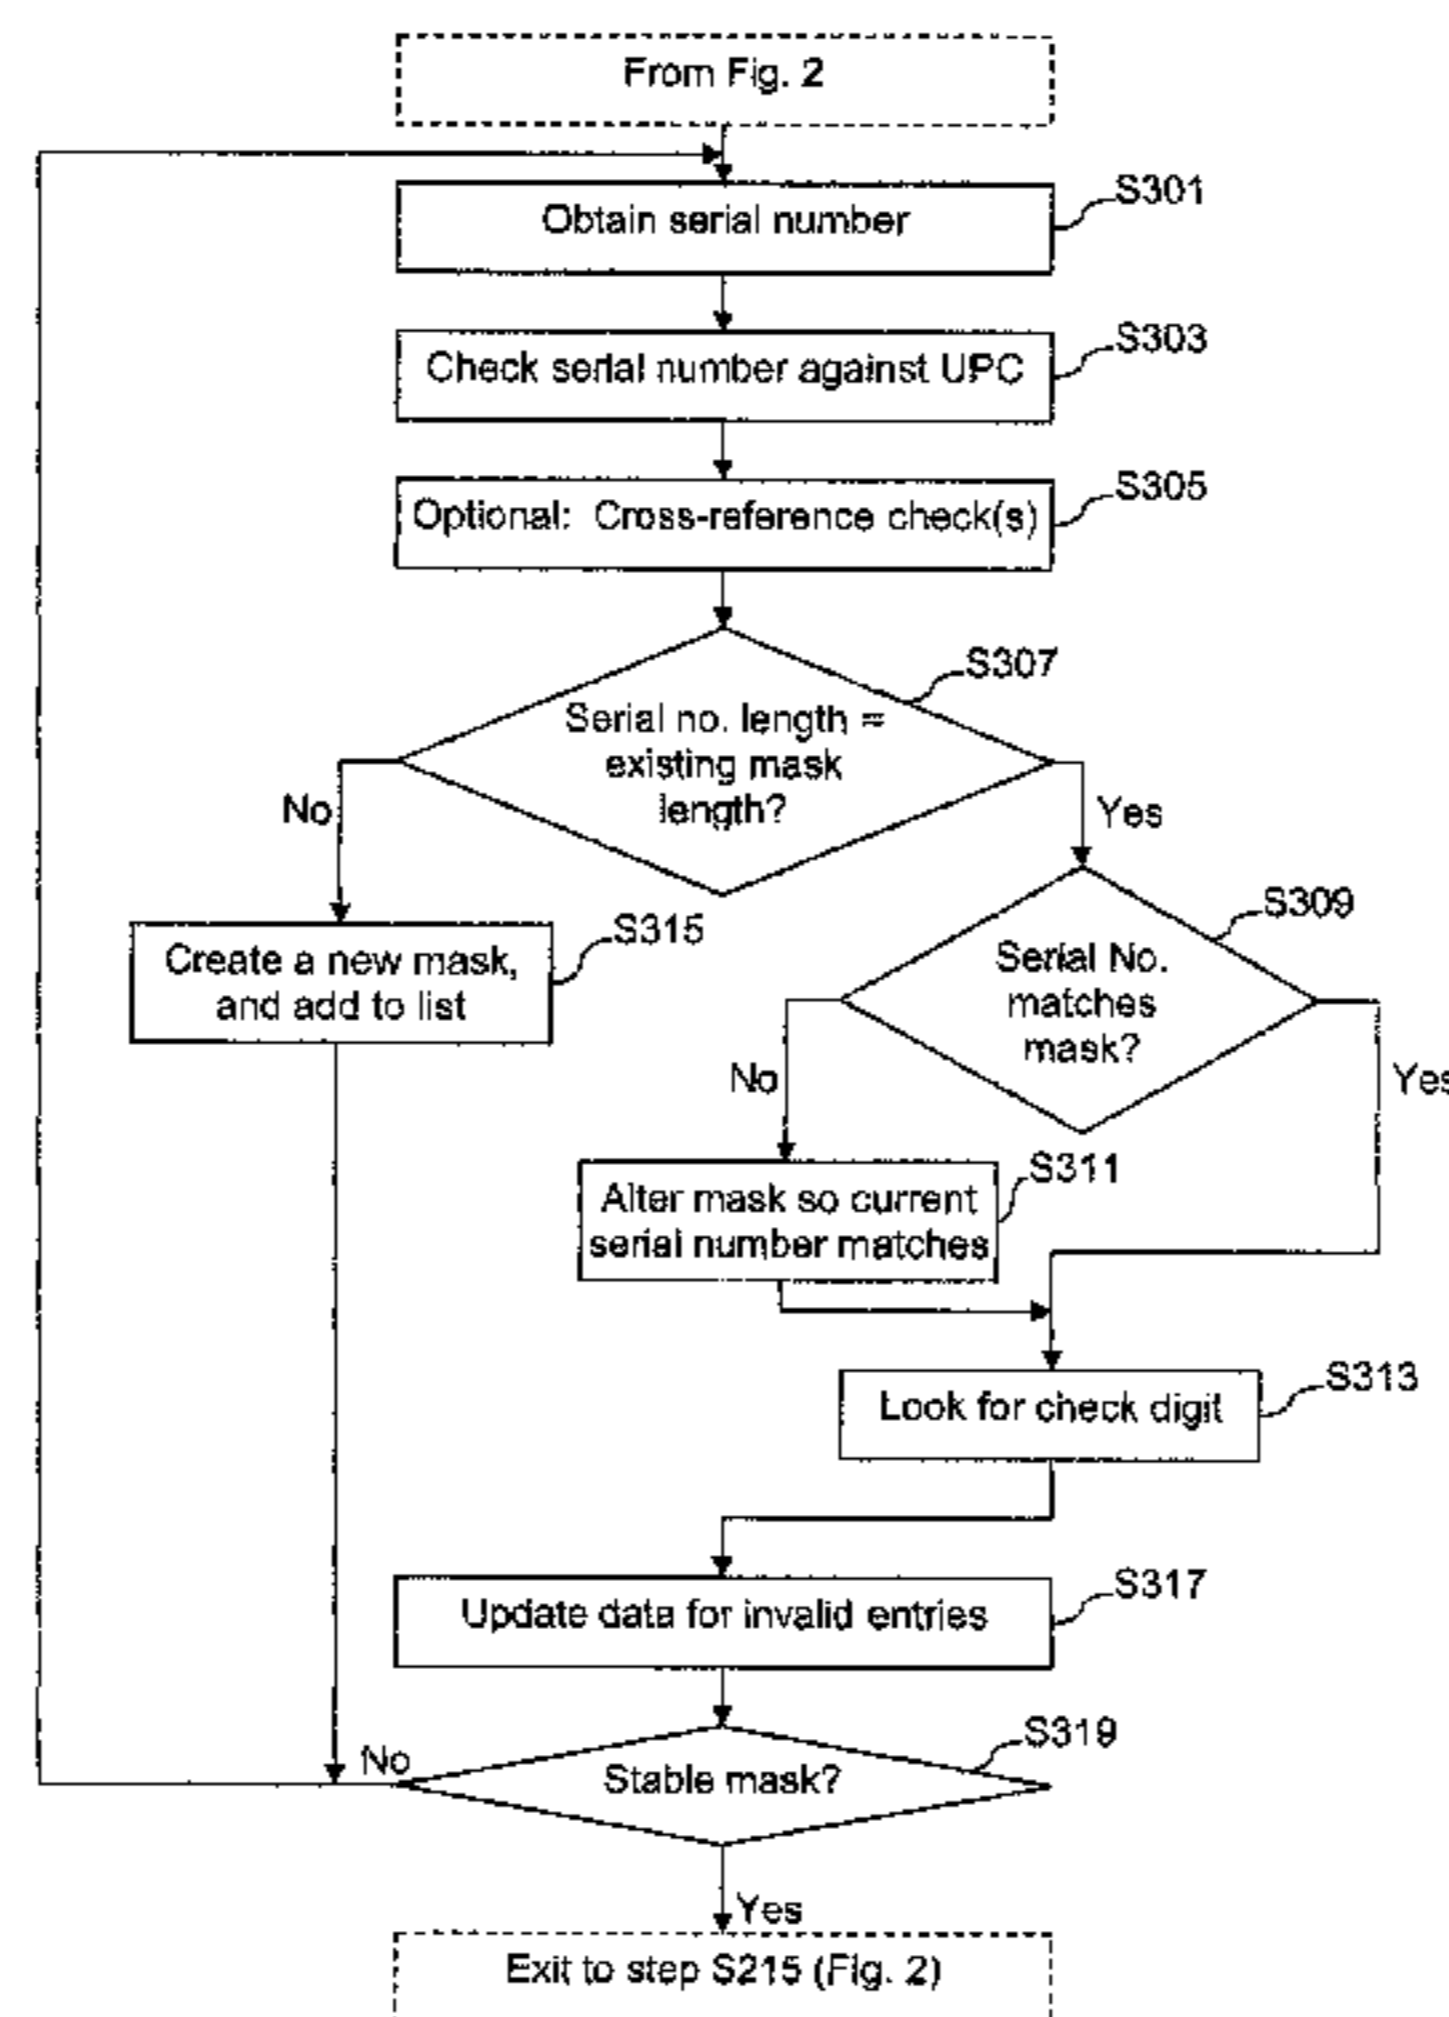 From Fig. 2
Obtain serial number
S301
Check serial number against UPC
S303
Optional: Cross-reference check(s)
S305
Serial no. length =
existing mask
length?
S307
No
Yes
Create a new mask,
and add to list
S315
Serial No.
matches
mask?
S309
No
Yes
Alter mask so current
serial number matches
S311
Look for check digit
S313
Update data for invalid entries
S317
Stable mask?
S319
No
Yes
Exit to step S215 (Fig. 2)